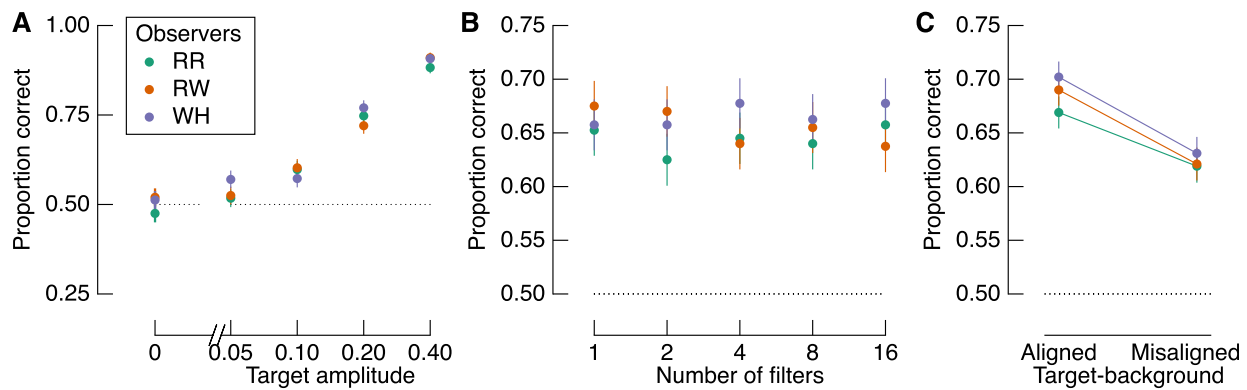 A
Proportion correct
1.00
0.75
0.50
0.25
Observers
RR
RW
WH
0 0.05 0.10 0.20 0.40
Target amplitude
B
Proportion correct
0.75
0.70
0.65
0.60
0.55
0.50
1 2 4 8 16
Number of filters
C
Proportion correct
0.75
0.70
0.65
0.60
0.55
0.50
Aligned Misaligned
Target-background